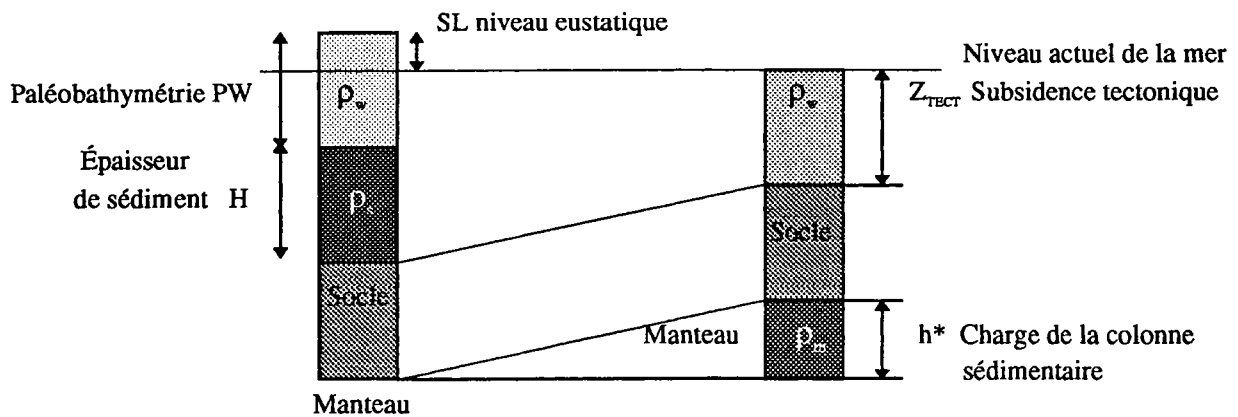 SL niveau eustatique
Niveau actuel de la mer
Paléobathymétrie PW
ρw
ρw
Z_TECT Subsidence tectonique
Épaisseur
de sédiment H
ρs
Socle
Socle
Manteau
ρm
h* Charge de la colonne
sédimentaire
Manteau